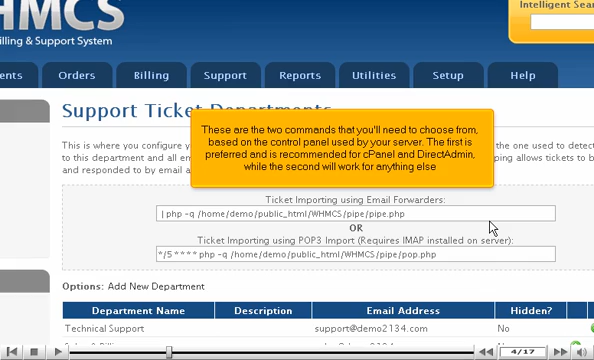 HMCS
illing & Support System
Intelligent Sear
ents Orders Billing Support Reports Utilities Setup Help
Support Ticket Departments
These are the two commands that you'll need to choose from,
based on the control panel used by your server. The first is
preferred and is recommended for cPanel and DirectAdmin,
while the second will work for anything else
This is where you configure y the one used to detec
to this department and all em ping allows tickets to b
and responded to by email a
Ticket Importing using Email Forwarders:
| php -q /home/demo/public_html/WHMCS/pipe/pipe.php
OR
Ticket Importing using POP3 Import (Requires IMAP installed on server):
*/5 * * * * php -q /home/demo/public_html/WHMCS/pipe/pop.php
Options: Add New Department
Department Name Description Email Address Hidden?
Technical Support support@demo2134.com No
4/17